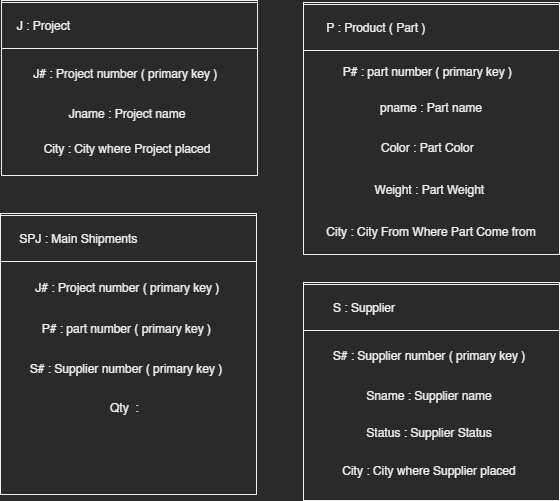 J : Project
J# : Project number ( primary key )
Jname : Project name
City : City where Project placed
P : Product ( Part )
P# : part number ( primary key )
pname : Part name
Color : Part Color
Weight : Part Weight
City : City From Where Part Come from
SPJ : Main Shipments
J# : Project number ( primary key )
P# : part number ( primary key )
S# : Supplier number ( primary key )
Qty :
S : Supplier
S# : Supplier number ( primary key )
Sname : Supplier name
Status : Supplier Status
City : City where Supplier placed